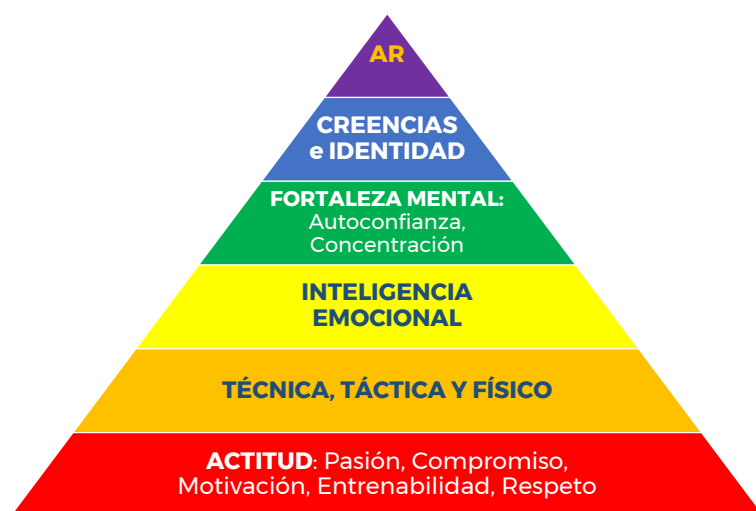 AR
CREENCIAS
e IDENTIDAD
FORTALEZA MENTAL:
Autoconfianza,
Concentración
INTELIGENCIA
EMOCIONAL
TÉCNICA, TÁCTICA Y FÍSICO
ACTITUD: Pasión, Compromiso,
Motivación, Entrenabilidad, Respeto